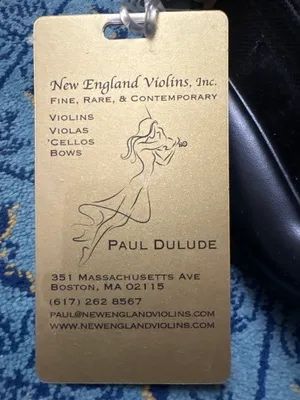 New England Violins, Inc.
Fine, Rare, & Contemporary
Violins
Violas
'Cellos
Bows
Paul Dulude
351 Massachusetts Ave
Boston, MA 02115
(617) 262 8567
paul@newenglandviolins.com
www.newenglandviolins.com